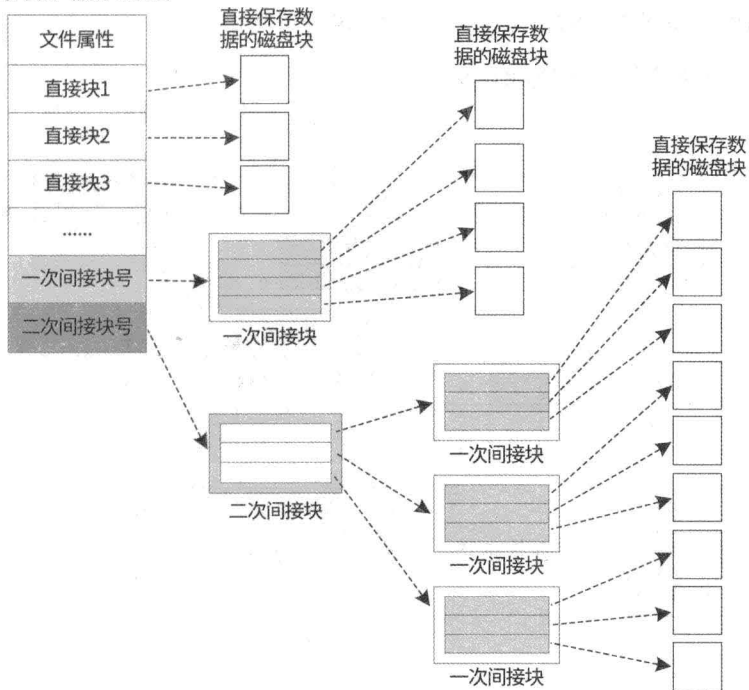 文件属性
直接块1
直接块2
直接块3
……
一次间接块号
二次间接块号
直接保存数
据的磁盘块
一次间接块
直接保存数
据的磁盘块
二次间接块
一次间接块
一次间接块
一次间接块
直接保存数
据的磁盘块